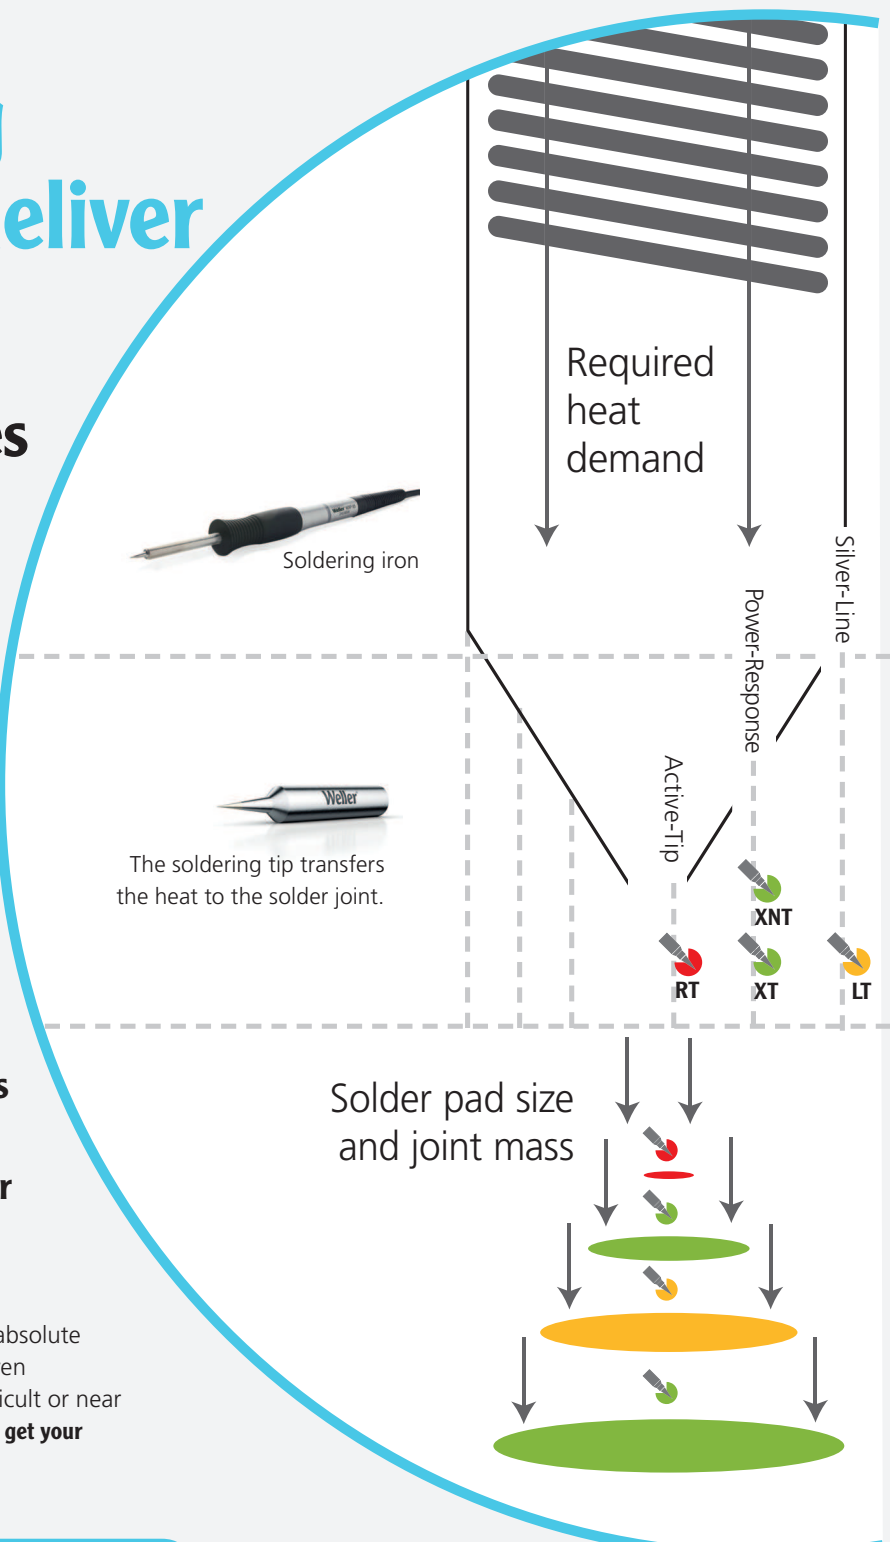 eliver
es
Required
heat
demand
Soldering iron
Silver-Line
Power-Response
Active-Tip
Weller
The soldering tip transfers
the heat to the solder joint.
XNT
RT
XT
LT
s
Solder pad size
and joint mass
r
absolute
en
icult or near
get your